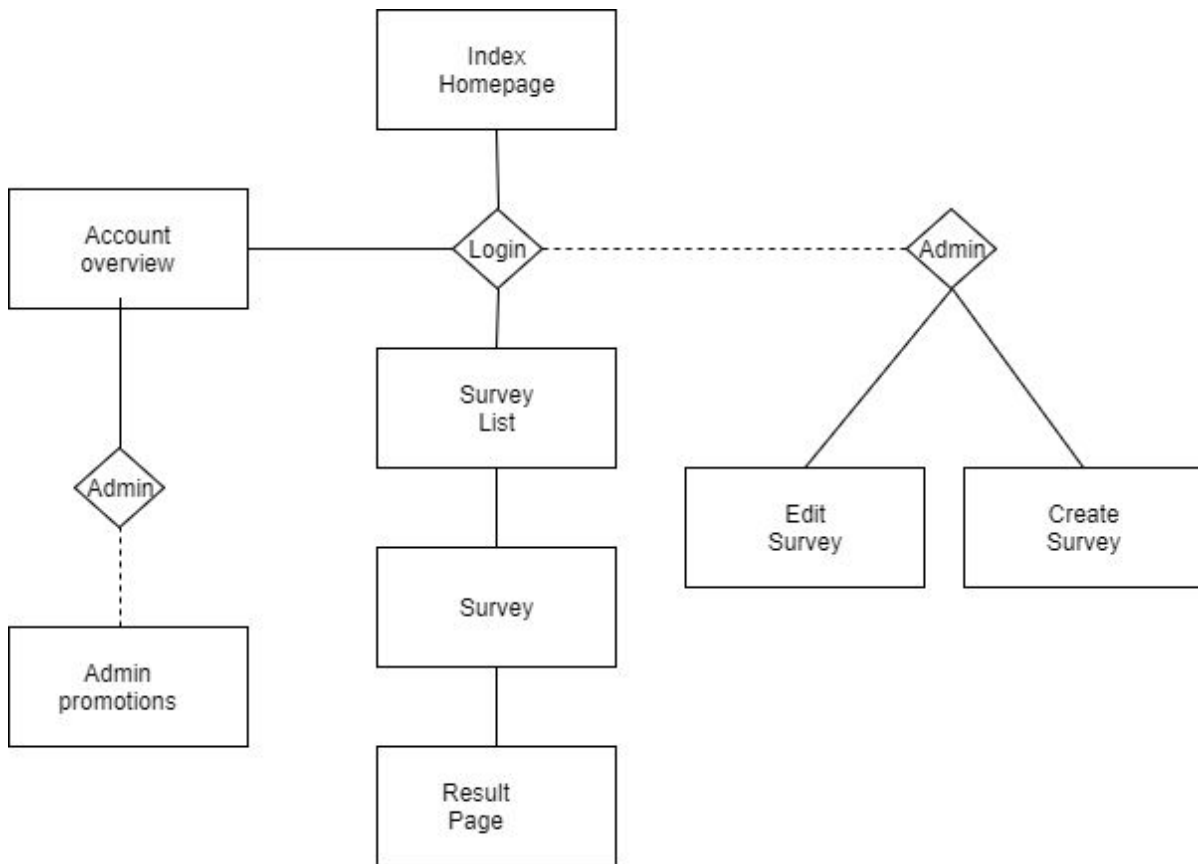 Index
Homepage
Account
overview
Login
Admin
Survey
List
Admin
Edit
Survey
Create
Survey
Survey
Admin
promotions
Result
Page